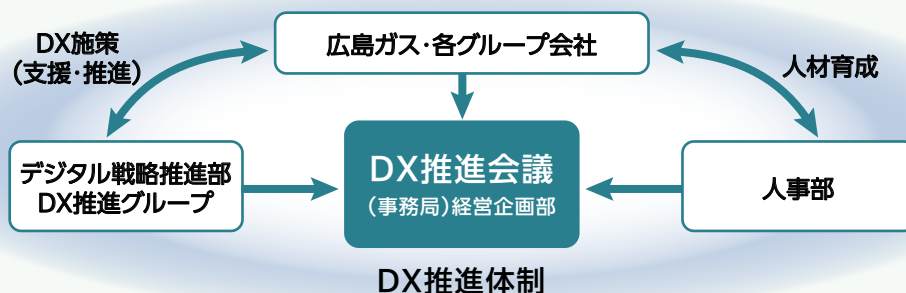 DX施策
（支援・推進）
広島ガス・各グループ会社
人材育成
デジタル戦略推進部
DX推進グループ
DX推進会議
（事務局）経営企画部
人事部
DX推進体制